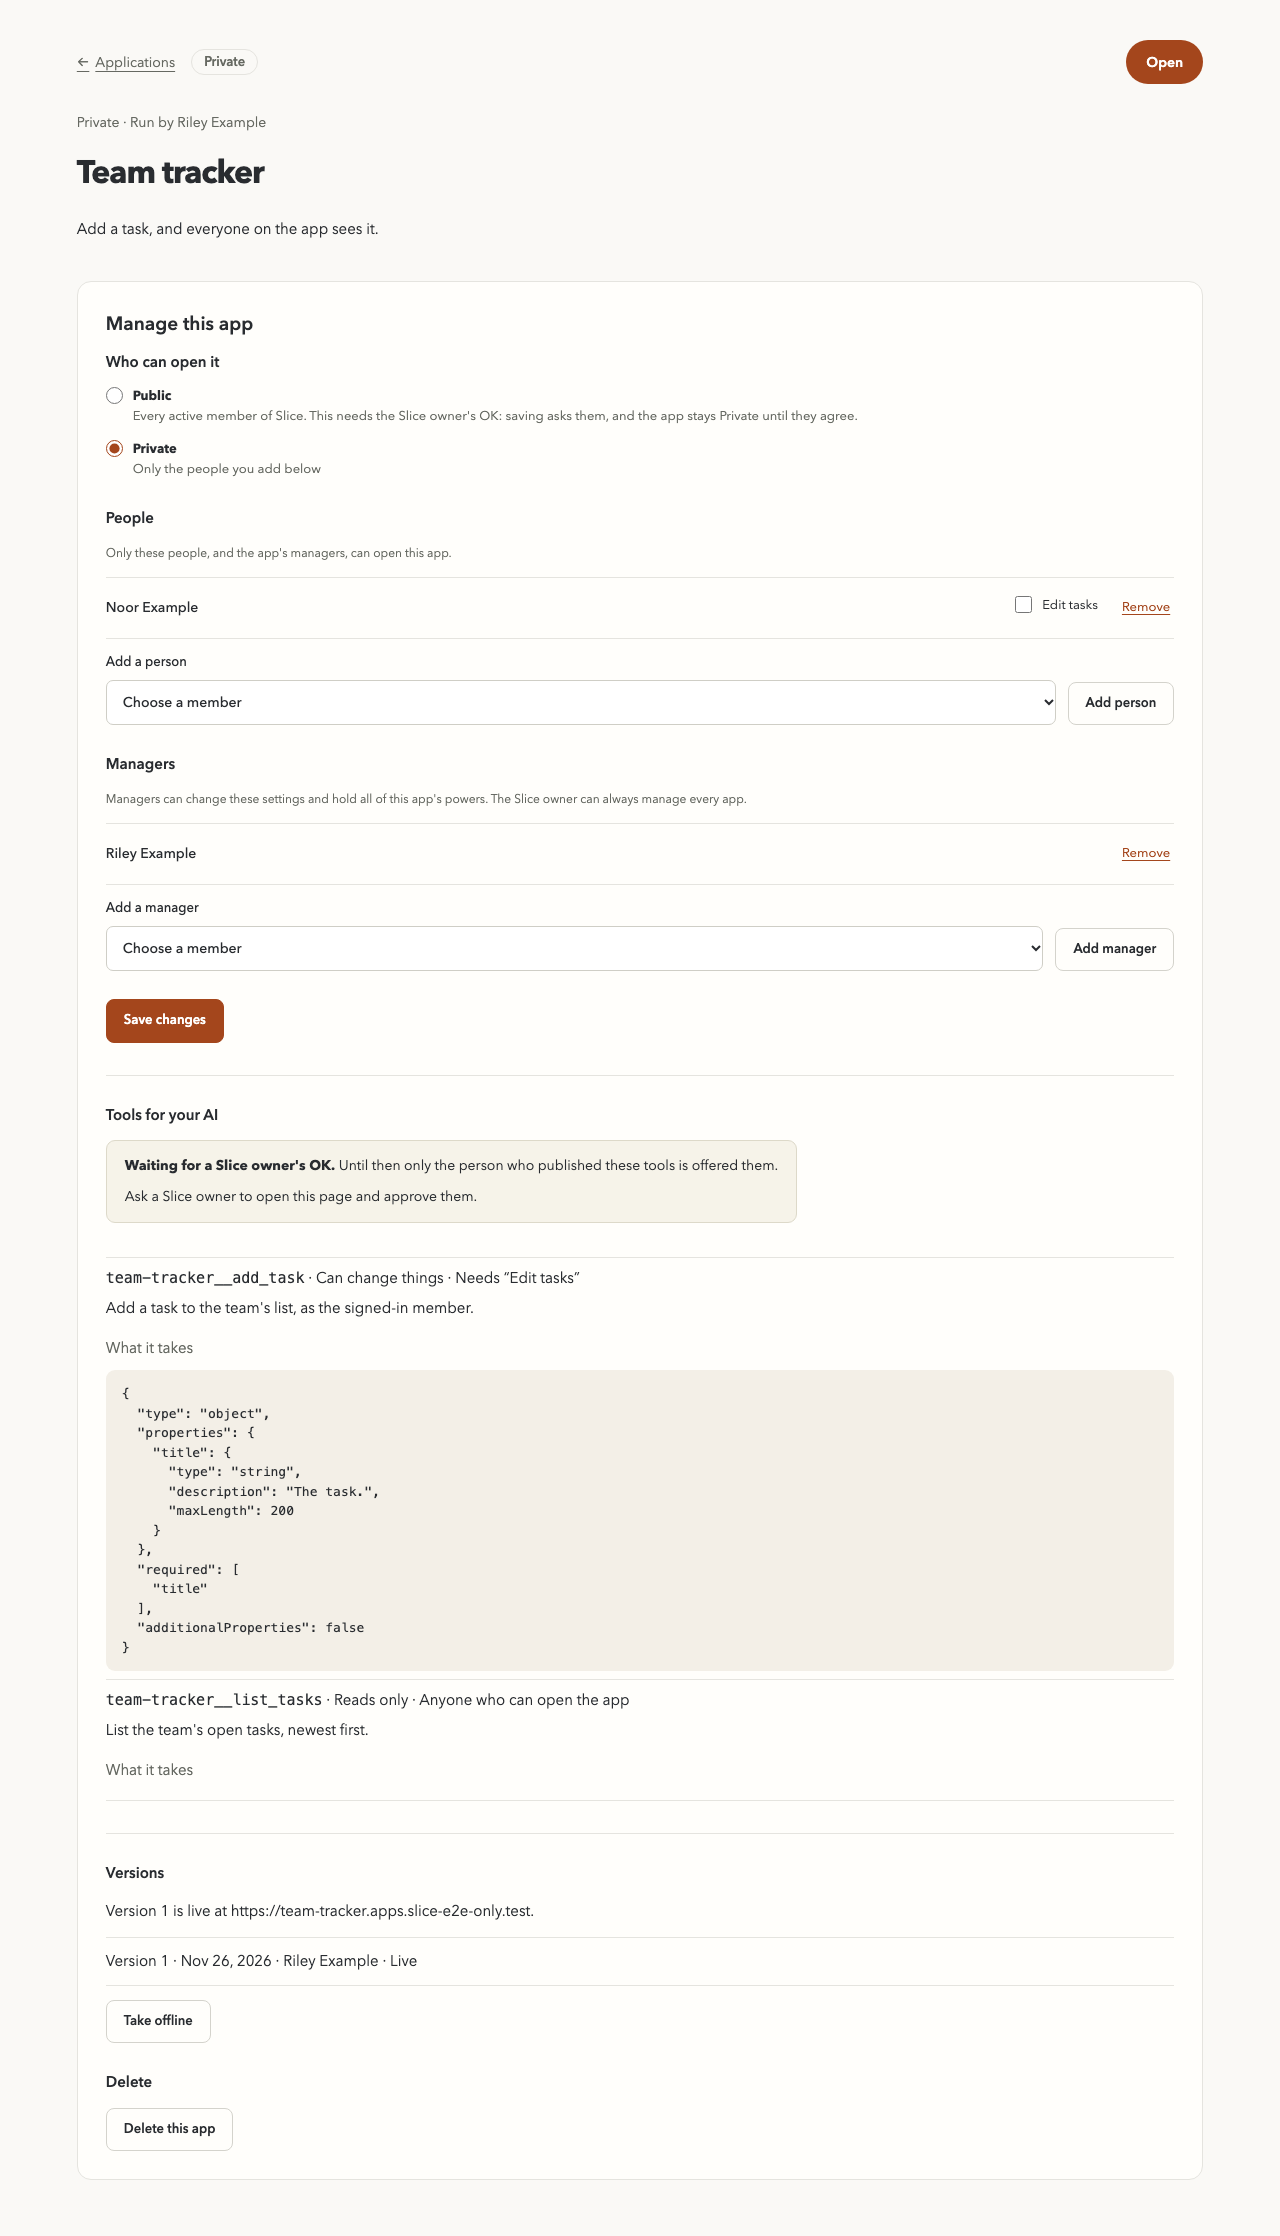 ← Applications
Private
Open
Private · Run by Riley Example
Team tracker
Add a task, and everyone on the app sees it.
Manage this app
Who can open it
Public
Every active member of Slice. This needs the Slice owner's OK: saving asks them, and the app stays Private until they agree.
Private
Only the people you add below
People
Only these people, and the app's managers, can open this app.
Noor Example
Edit tasks
Remove
Add a person
Choose a member
Add person
Managers
Managers can change these settings and hold all of this app's powers. The Slice owner can always manage every app.
Riley Example
Remove
Add a manager
Choose a member
Add manager
Save changes
Tools for your AI
Waiting for a Slice owner's OK. Until then only the person who published these tools is offered them.
Ask a Slice owner to open this page and approve them.
team-tracker__add_task · Can change things · Needs “Edit tasks”
Add a task to the team's list, as the signed-in member.
What it takes
{
  "type": "object",
  "properties": {
    "title": {
      "type": "string",
      "description": "The task.",
      "maxLength": 200
    }
  },
  "required": [
    "title"
  ],
  "additionalProperties": false
}
team-tracker__list_tasks · Reads only · Anyone who can open the app
List the team's open tasks, newest first.
What it takes
Versions
Version 1 is live at https://team-tracker.apps.slice-e2e-only.test.
Version 1 · Nov 26, 2026 · Riley Example · Live
Take offline
Delete
Delete this app